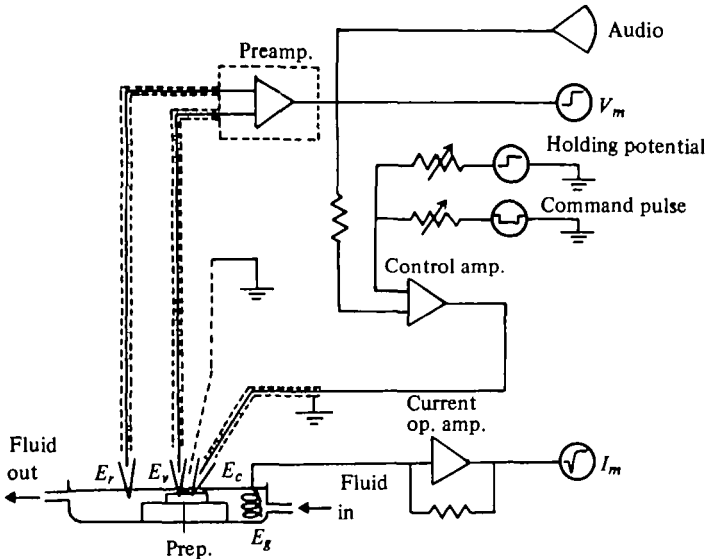 Audio
Preamp.
V_m
Holding potential
Command pulse
Control amp.
Current
op. amp.
Fluid
out
E_r
E_v
E_c
Fluid
in
I_m
E_g
Prep.